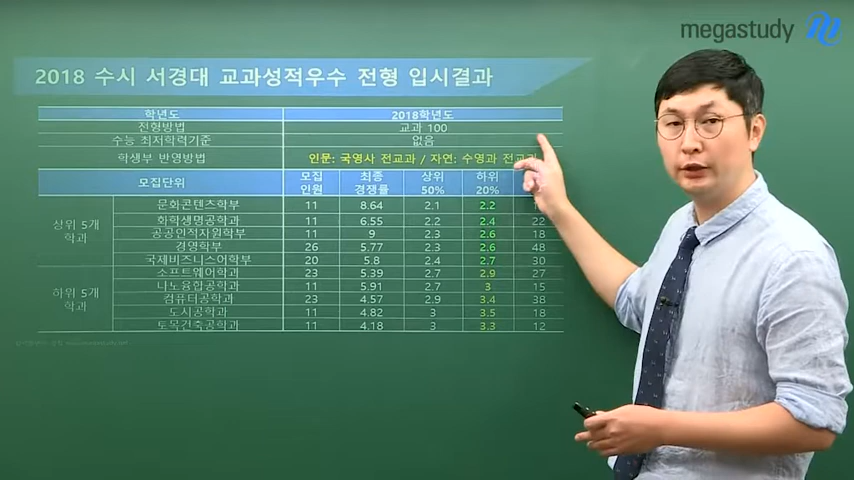 megastudy
2018 수시 서경대 교과성적우수 전형 입시결과
학년도 2018학년도
전형방법 교과 100
수능 최저학력기준 없음
학생부 반영방법 인문: 국영사 전교과 / 자연: 수영과 전교과
모집단위 모집인원 최종경쟁률 상위 50% 하위 20%
상위 5개 학과
문화콘텐츠학부 11 8.64 2.1 2.2
화학생명공학과 11 6.55 2.2 2.4 22
공공인적자원학부 11 9 2.3 2.6 18
경영학부 26 5.77 2.3 2.6 48
국제비즈니스어학부 20 5.8 2.4 2.7 30
하위 5개 학과
소프트웨어학과 23 5.39 2.7 2.9 27
나노융합공학과 11 5.91 2.7 3 15
컴퓨터공학과 23 4.57 2.9 3.4 38
도시공학과 11 4.82 3 3.5 18
토목건축공학과 11 4.18 3 3.3 12